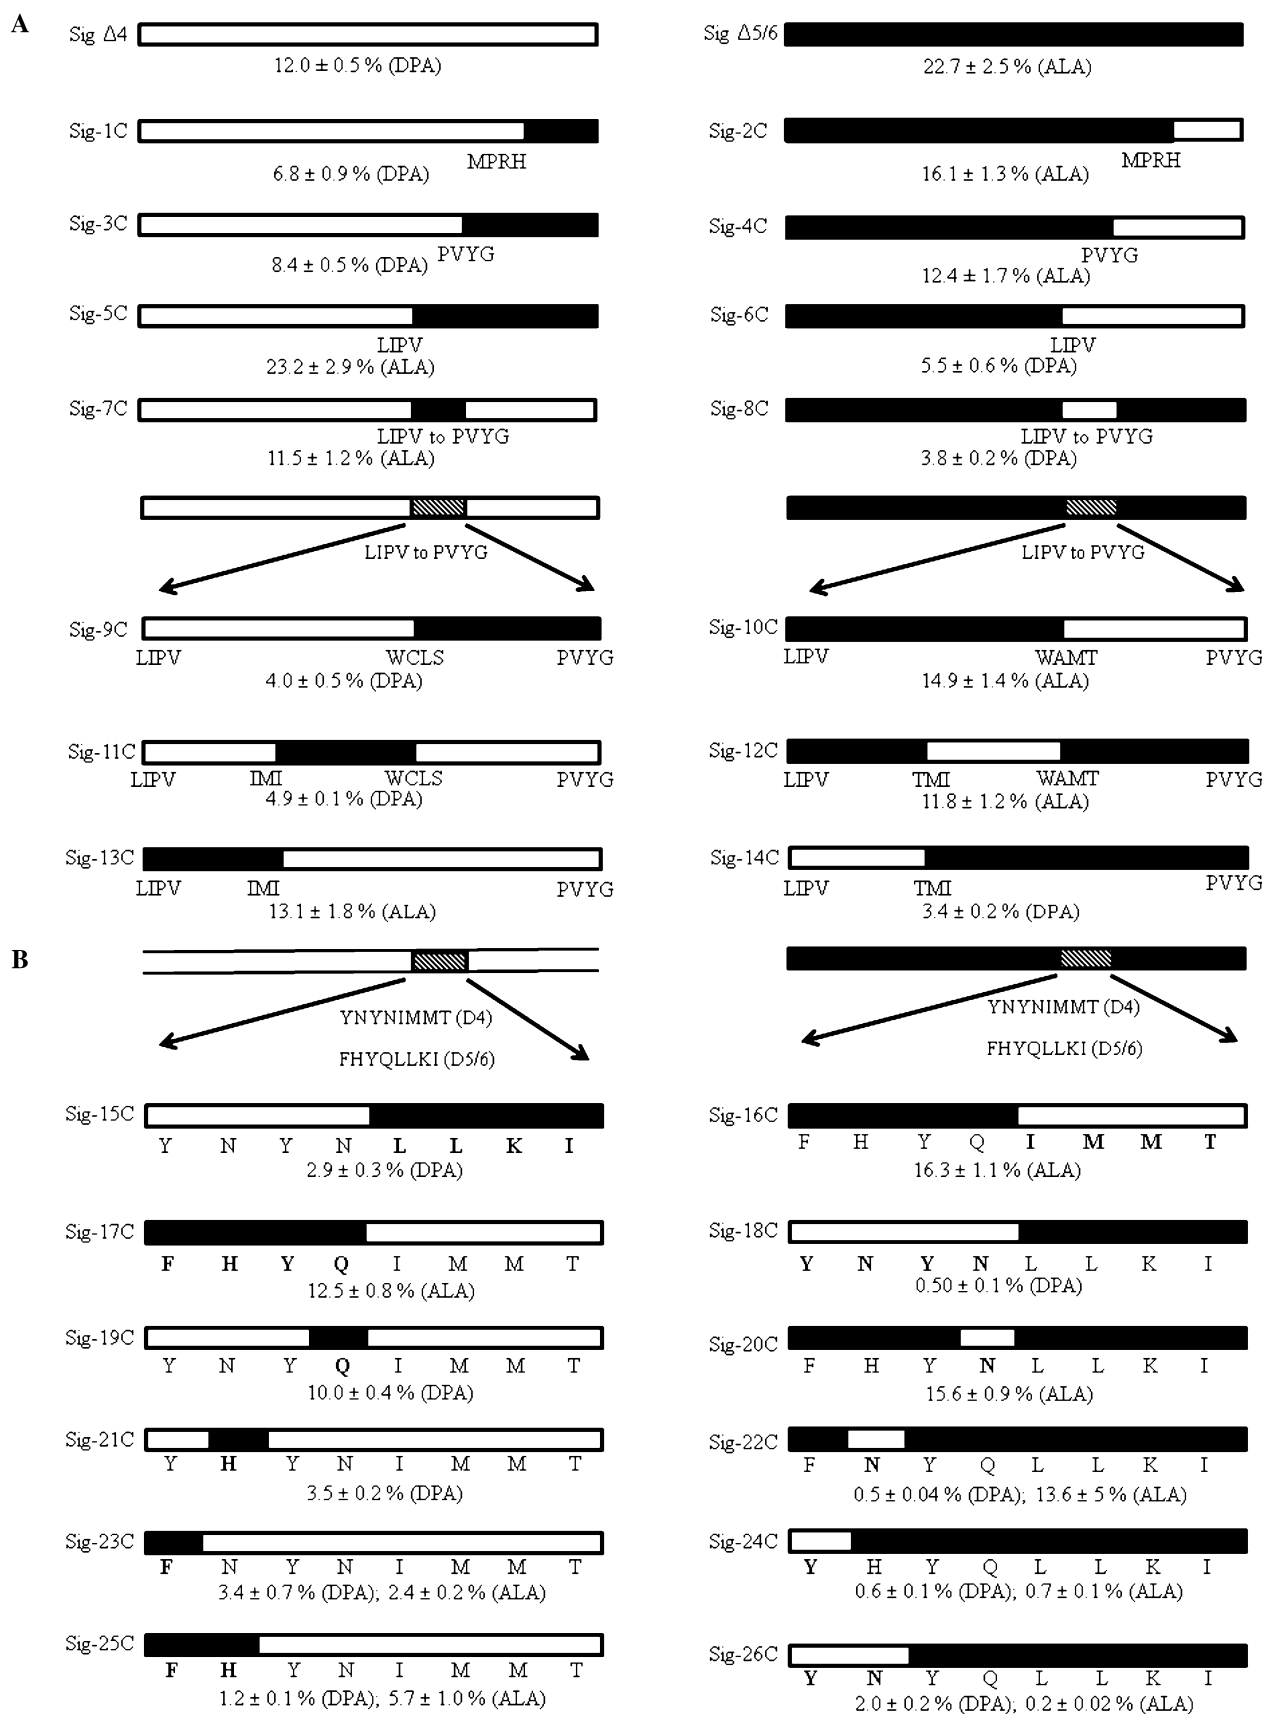 A
Sig Δ4
12.0 ± 0.5 % (DPA)
Sig Δ5/6
22.7 ± 2.5 % (ALA)
Sig-1C
MPRH
6.8 ± 0.9 % (DPA)
Sig-2C
MPRH
16.1 ± 1.3 % (ALA)
Sig-3C
PVYG
8.4 ± 0.5 % (DPA)
Sig-4C
PVYG
12.4 ± 1.7 % (ALA)
Sig-5C
LIPV
23.2 ± 2.9 % (ALA)
Sig-6C
LIPV
5.5 ± 0.6 % (DPA)
Sig-7C
LIPV to PVYG
11.5 ± 1.2 % (ALA)
Sig-8C
LIPV to PVYG
3.8 ± 0.2 % (DPA)
LIPV to PVYG
LIPV to PVYG
Sig-9C
LIPV WCLS PVYG
4.0 ± 0.5 % (DPA)
Sig-10C
LIPV WAMT PVYG
14.9 ± 1.4 % (ALA)
Sig-11C
LIPV IMI WCLS PVYG
4.9 ± 0.1 % (DPA)
Sig-12C
LIPV TMI WAMT PVYG
11.8 ± 1.2 % (ALA)
Sig-13C
LIPV IMI PVYG
13.1 ± 1.8 % (ALA)
Sig-14C
LIPV TMI PVYG
3.4 ± 0.2 % (DPA)
B
YNYNIMMT (D4)
FHYQLLKI (D5/6)
YNYNIMMT (D4)
FHYQLLKI (D5/6)
Sig-15C
Y N Y N L L K I
2.9 ± 0.3 % (DPA)
Sig-16C
F H Y Q I M M T
16.3 ± 1.1 % (ALA)
Sig-17C
F H Y Q I M M T
12.5 ± 0.8 % (ALA)
Sig-18C
Y N Y N L L K I
0.50 ± 0.1 % (DPA)
Sig-19C
Y N Y Q I M M T
10.0 ± 0.4 % (DPA)
Sig-20C
F H Y N L L K I
15.6 ± 0.9 % (ALA)
Sig-21C
Y H Y N I M M T
3.5 ± 0.2 % (DPA)
Sig-22C
F N Y Q L L K I
0.5 ± 0.04 % (DPA); 13.6 ± 5 % (ALA)
Sig-23C
F N Y N I M M T
3.4 ± 0.7 % (DPA); 2.4 ± 0.2 % (ALA)
Sig-24C
Y H Y Q L L K I
0.6 ± 0.1 % (DPA); 0.7 ± 0.1 % (ALA)
Sig-25C
F H Y N I M M T
1.2 ± 0.1 % (DPA); 5.7 ± 1.0 % (ALA)
Sig-26C
Y N Y Q L L K I
2.0 ± 0.2 % (DPA); 0.2 ± 0.02 % (ALA)